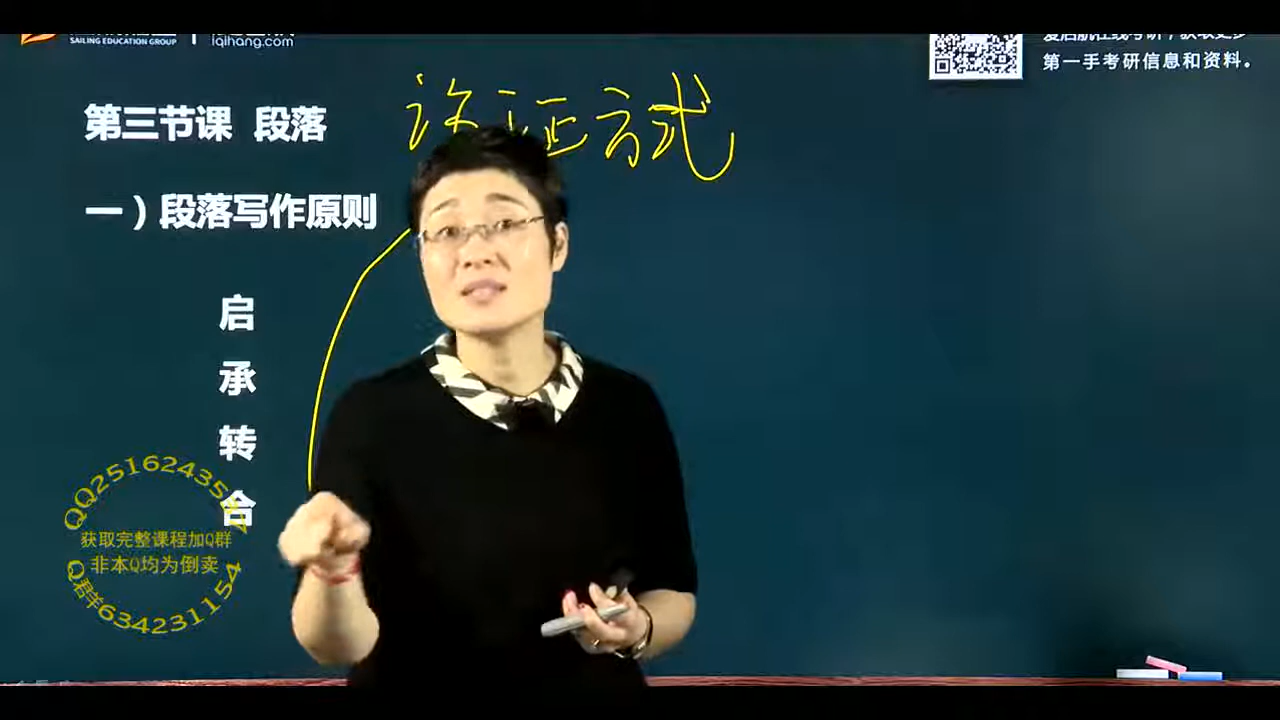 SAILING EDUCATION GROUP
iqihang.com
第一手考研信息和资料。
第三节课 段落
证方式
一）段落写作原则
启
承
转
合
QQ25162435
获取完整课程加Q群
非本Q均为倒卖
Q群634231154